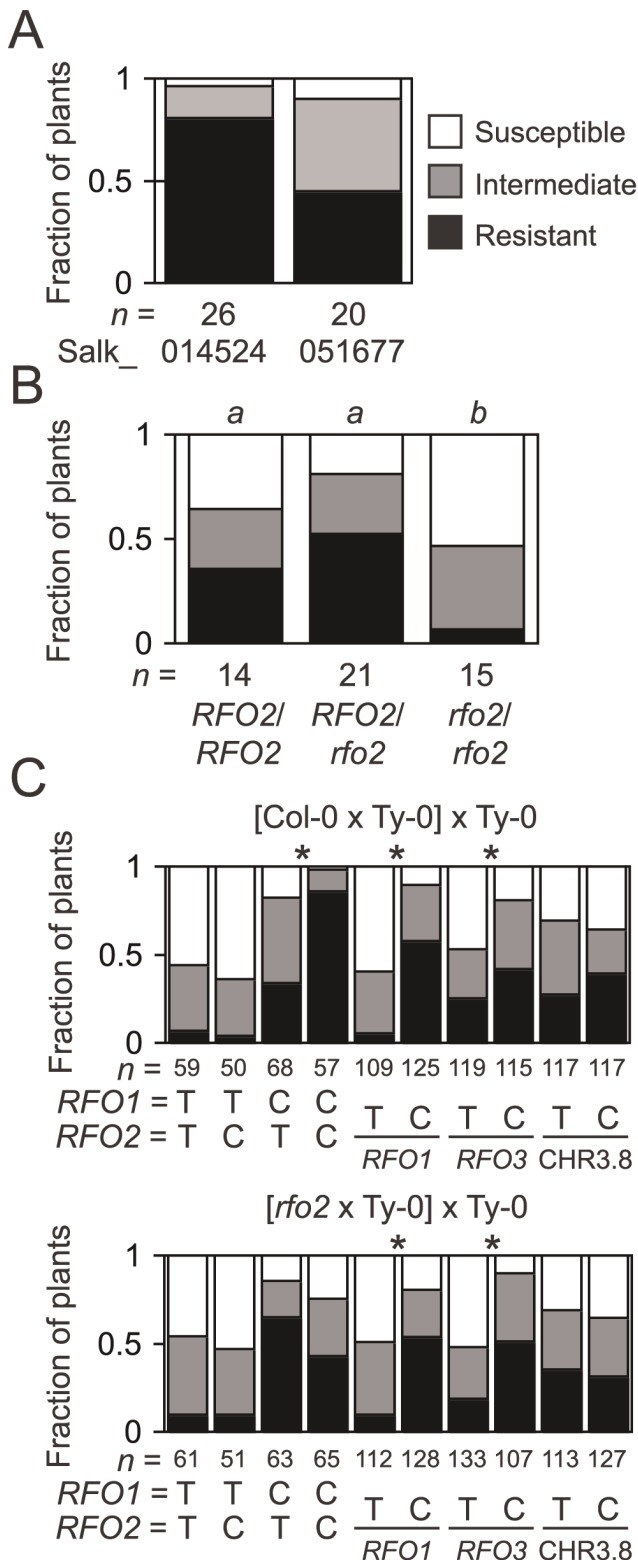 A
Fraction of plants
1
0.5
0
Susceptible
Intermediate
Resistant
n = 26 20
Salk_ 014524 051677
B
Fraction of plants
a a b
1
0.5
0
n = 14 21 15
RFO2/ RFO2/ rfo2/
RFO2 rfo2 rfo2
C
[Col-0 x Ty-0] x Ty-0
* * *
Fraction of plants
1
0.5
0
n = 59 50 68 57 109 125 119 115 117 117
RFO1 = T T C C T C T C T C
RFO2 = T C T C RFO1 RFO3 CHR3.8
[rfo2 x Ty-0] x Ty-0
* *
Fraction of plants
1
0.5
0
n = 61 51 63 65 112 128 133 107 113 127
RFO1 = T T C C T C T C T C
RFO2 = T C T C RFO1 RFO3 CHR3.8